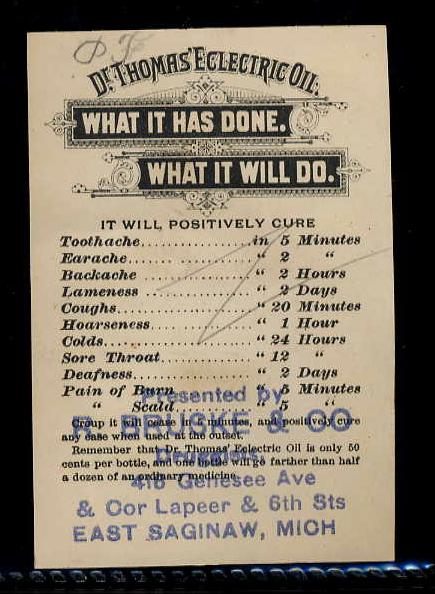 DR. THOMAS' ECLECTRIC OIL.
WHAT IT HAS DONE.
WHAT IT WILL DO.
IT WILL POSITIVELY CURE
Toothache..................in 5 Minutes
Earache.................... " 2 "
Backache .................. " 2 Hours
Lameness .................. " 2 Days
Coughs..................... " 20 Minutes
Hoarseness................. " 1 Hour
Colds...................... " 24 Hours
Sore Throat................ " 12 "
Deafness................... " 2 Days
Pain of Burn............... " 5 Minutes
" Scald.............. " 5 "
Croup it will cease in 5 minutes, and positively cure
any case when used at the outset.
Remember that Dr. Thomas' Eclectric Oil is only 50
cents per bottle, and one bottle will go farther than half
a dozen of an ordinary medicine.
Presented by
& CO
Druggists
416 Genesee Ave
& Cor Lapeer & 6th Sts
EAST SAGINAW, MICH